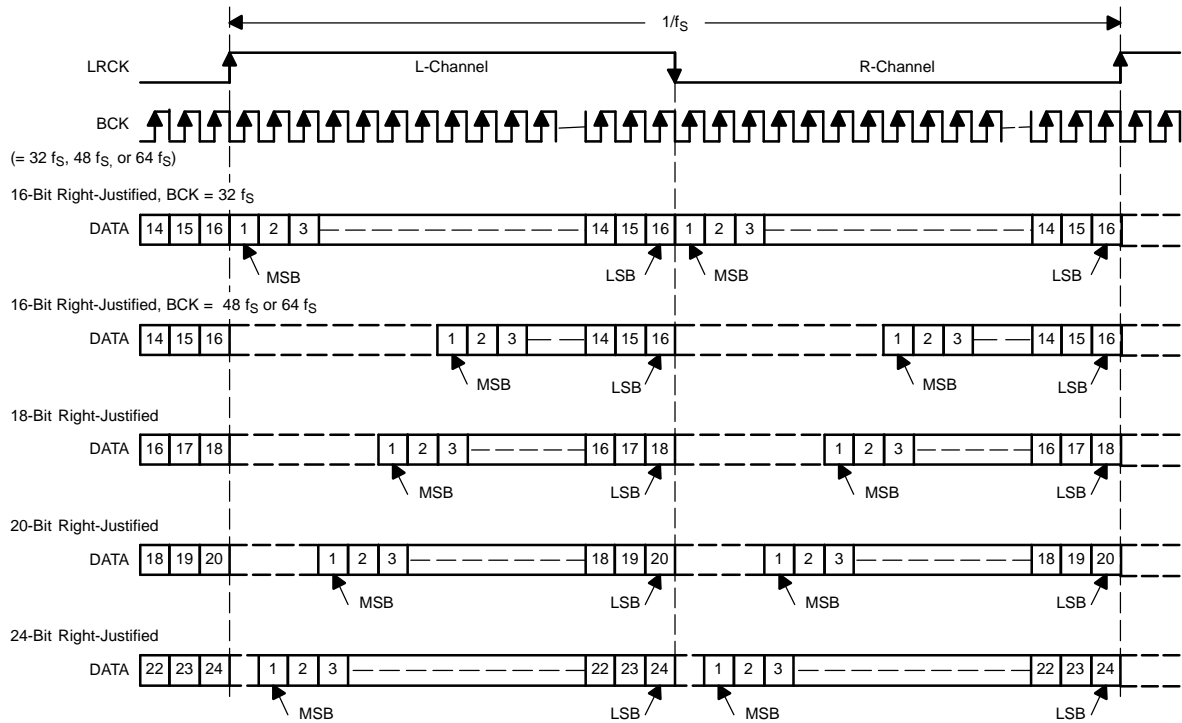 1/fS
LRCK L-Channel R-Channel
BCK
(= 32 fS, 48 fS, or 64 fS)
16-Bit Right-Justified, BCK = 32 fS
DATA 14 15 16 1 2 3 14 15 16 1 2 3 14 15 16
MSB LSB MSB LSB
16-Bit Right-Justified, BCK = 48 fS or 64 fS
DATA 14 15 16 1 2 3 14 15 16 1 2 3 14 15 16
MSB LSB MSB LSB
18-Bit Right-Justified
DATA 16 17 18 1 2 3 16 17 18 1 2 3 16 17 18
MSB LSB MSB LSB
20-Bit Right-Justified
DATA 18 19 20 1 2 3 18 19 20 1 2 3 18 19 20
MSB LSB MSB LSB
24-Bit Right-Justified
DATA 22 23 24 1 2 3 22 23 24 1 2 3 22 23 24
MSB LSB MSB LSB